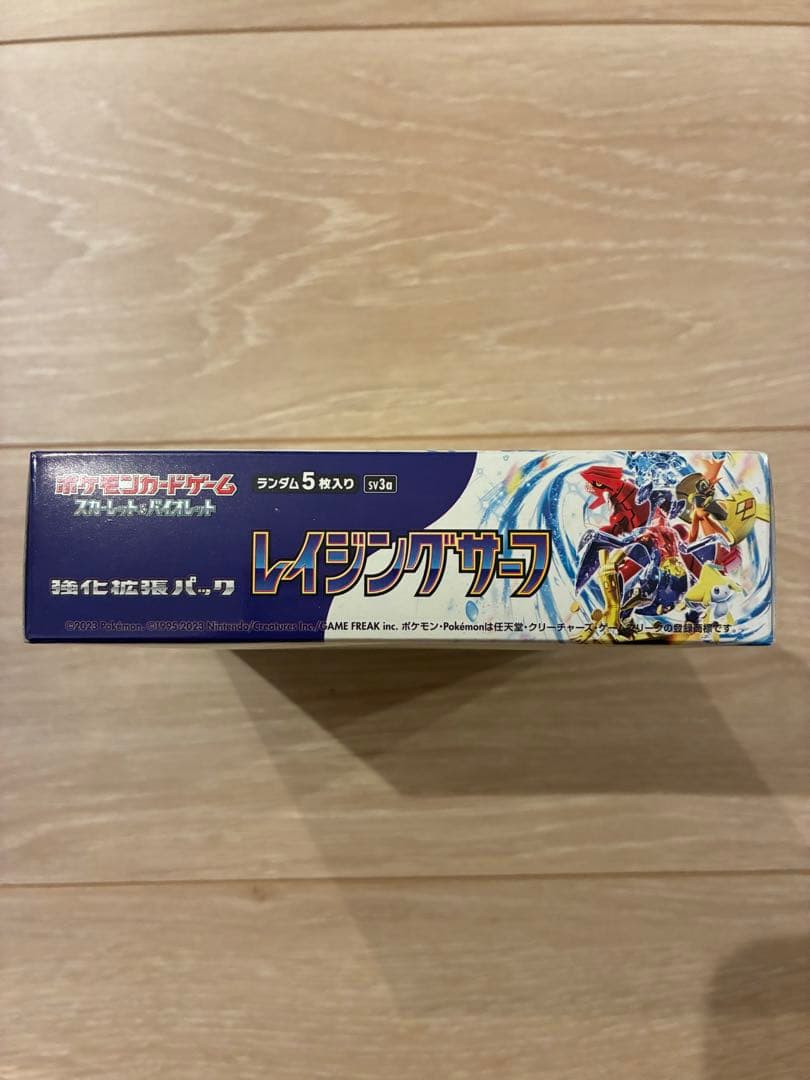 ポケモンカードゲーム
スカーレット&バイオレット
ランダム5枚入り sv3a
強化拡張パック
レイジングサーフ
©2023 Pokémon. ©1995-2023 Nintendo/Creatures Inc./GAME FREAK inc. ポケモン・Pokémonは任天堂・クリーチャーズ・ゲームフリークの登録商標です。